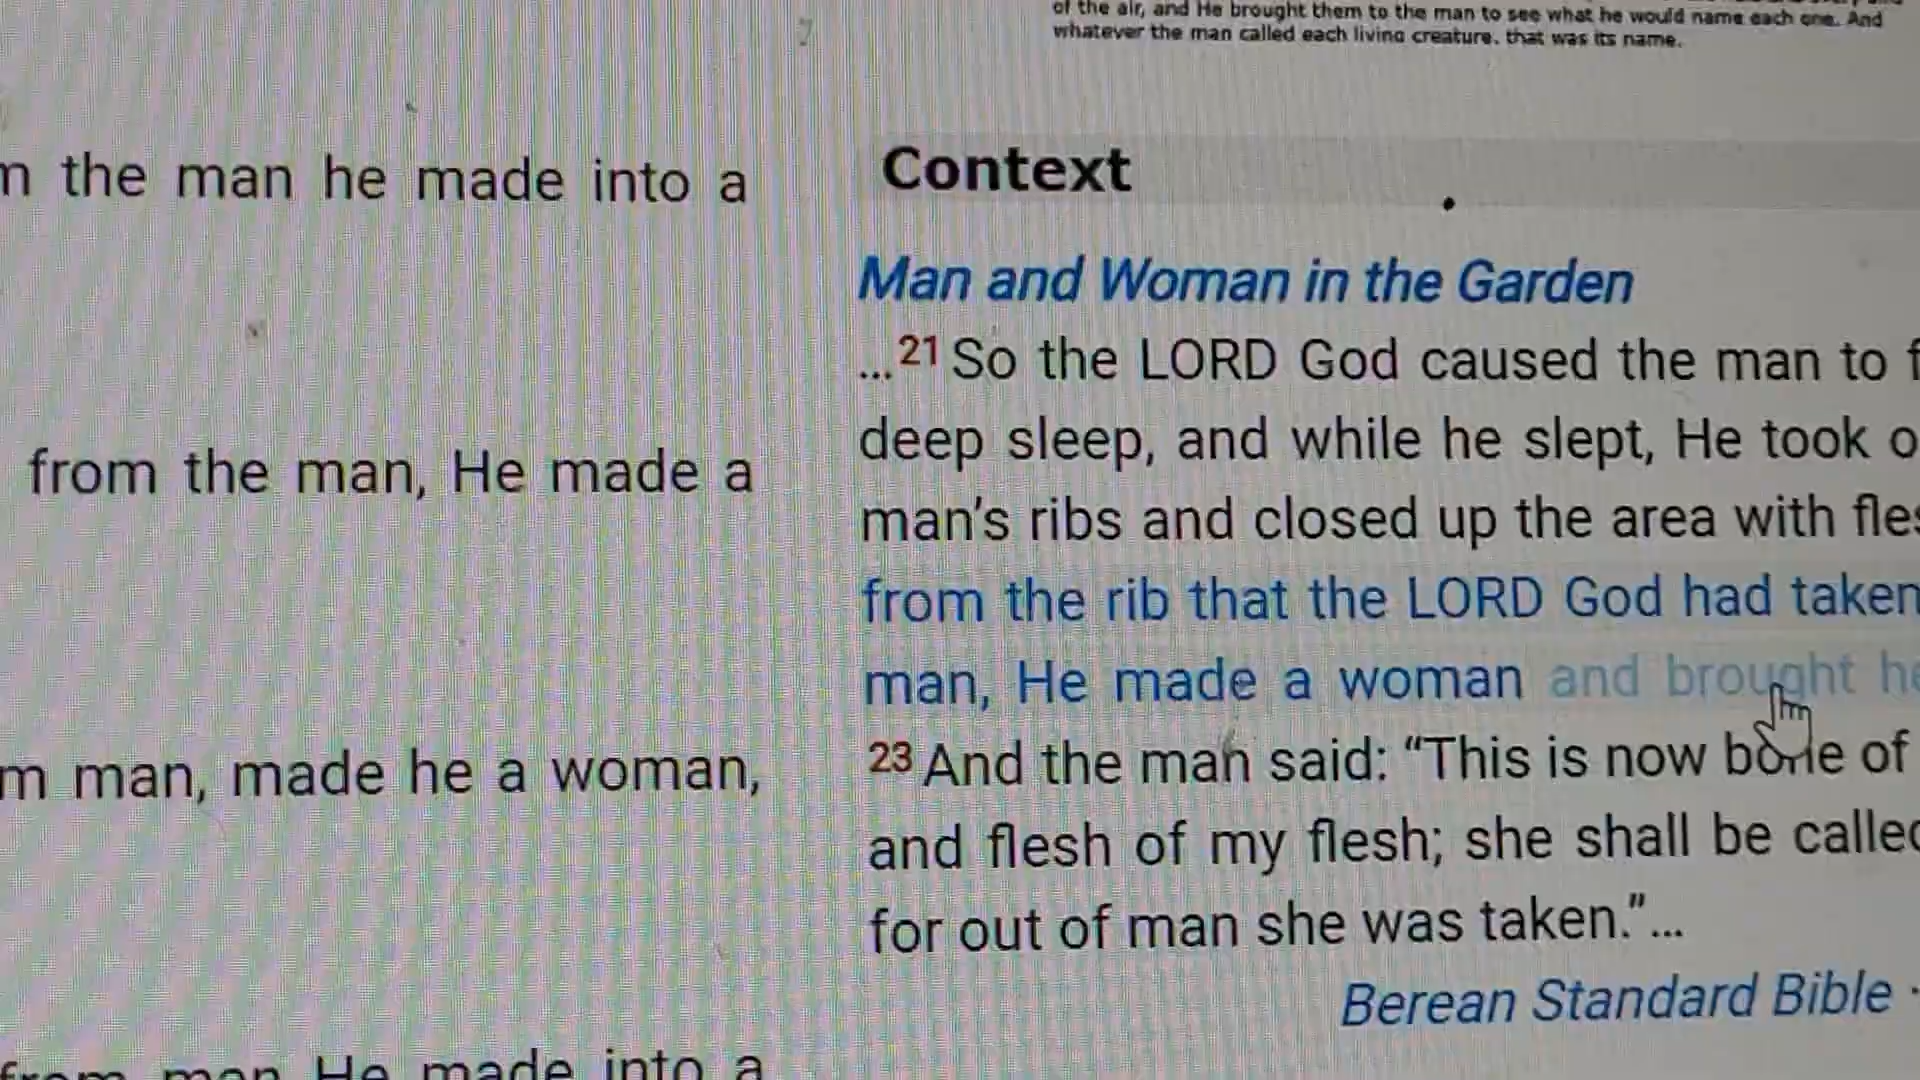 of the air, and He brought them to the man to see what he would name each one. And
whatever the man called each living creature, that was its name.
the man he made into a
from the man, He made a
man, made he a woman,
man He made into a
Context
Man and Woman in the Garden
...21 So the LORD God caused the man to
deep sleep, and while he slept, He took
man's ribs and closed up the area with
from the rib that the LORD God had taken
man, He made a woman and brought
23 And the man said: “This is now bone of
and flesh of my flesh; she shall be called
for out of man she was taken.”...
Berean Standard Bible ·